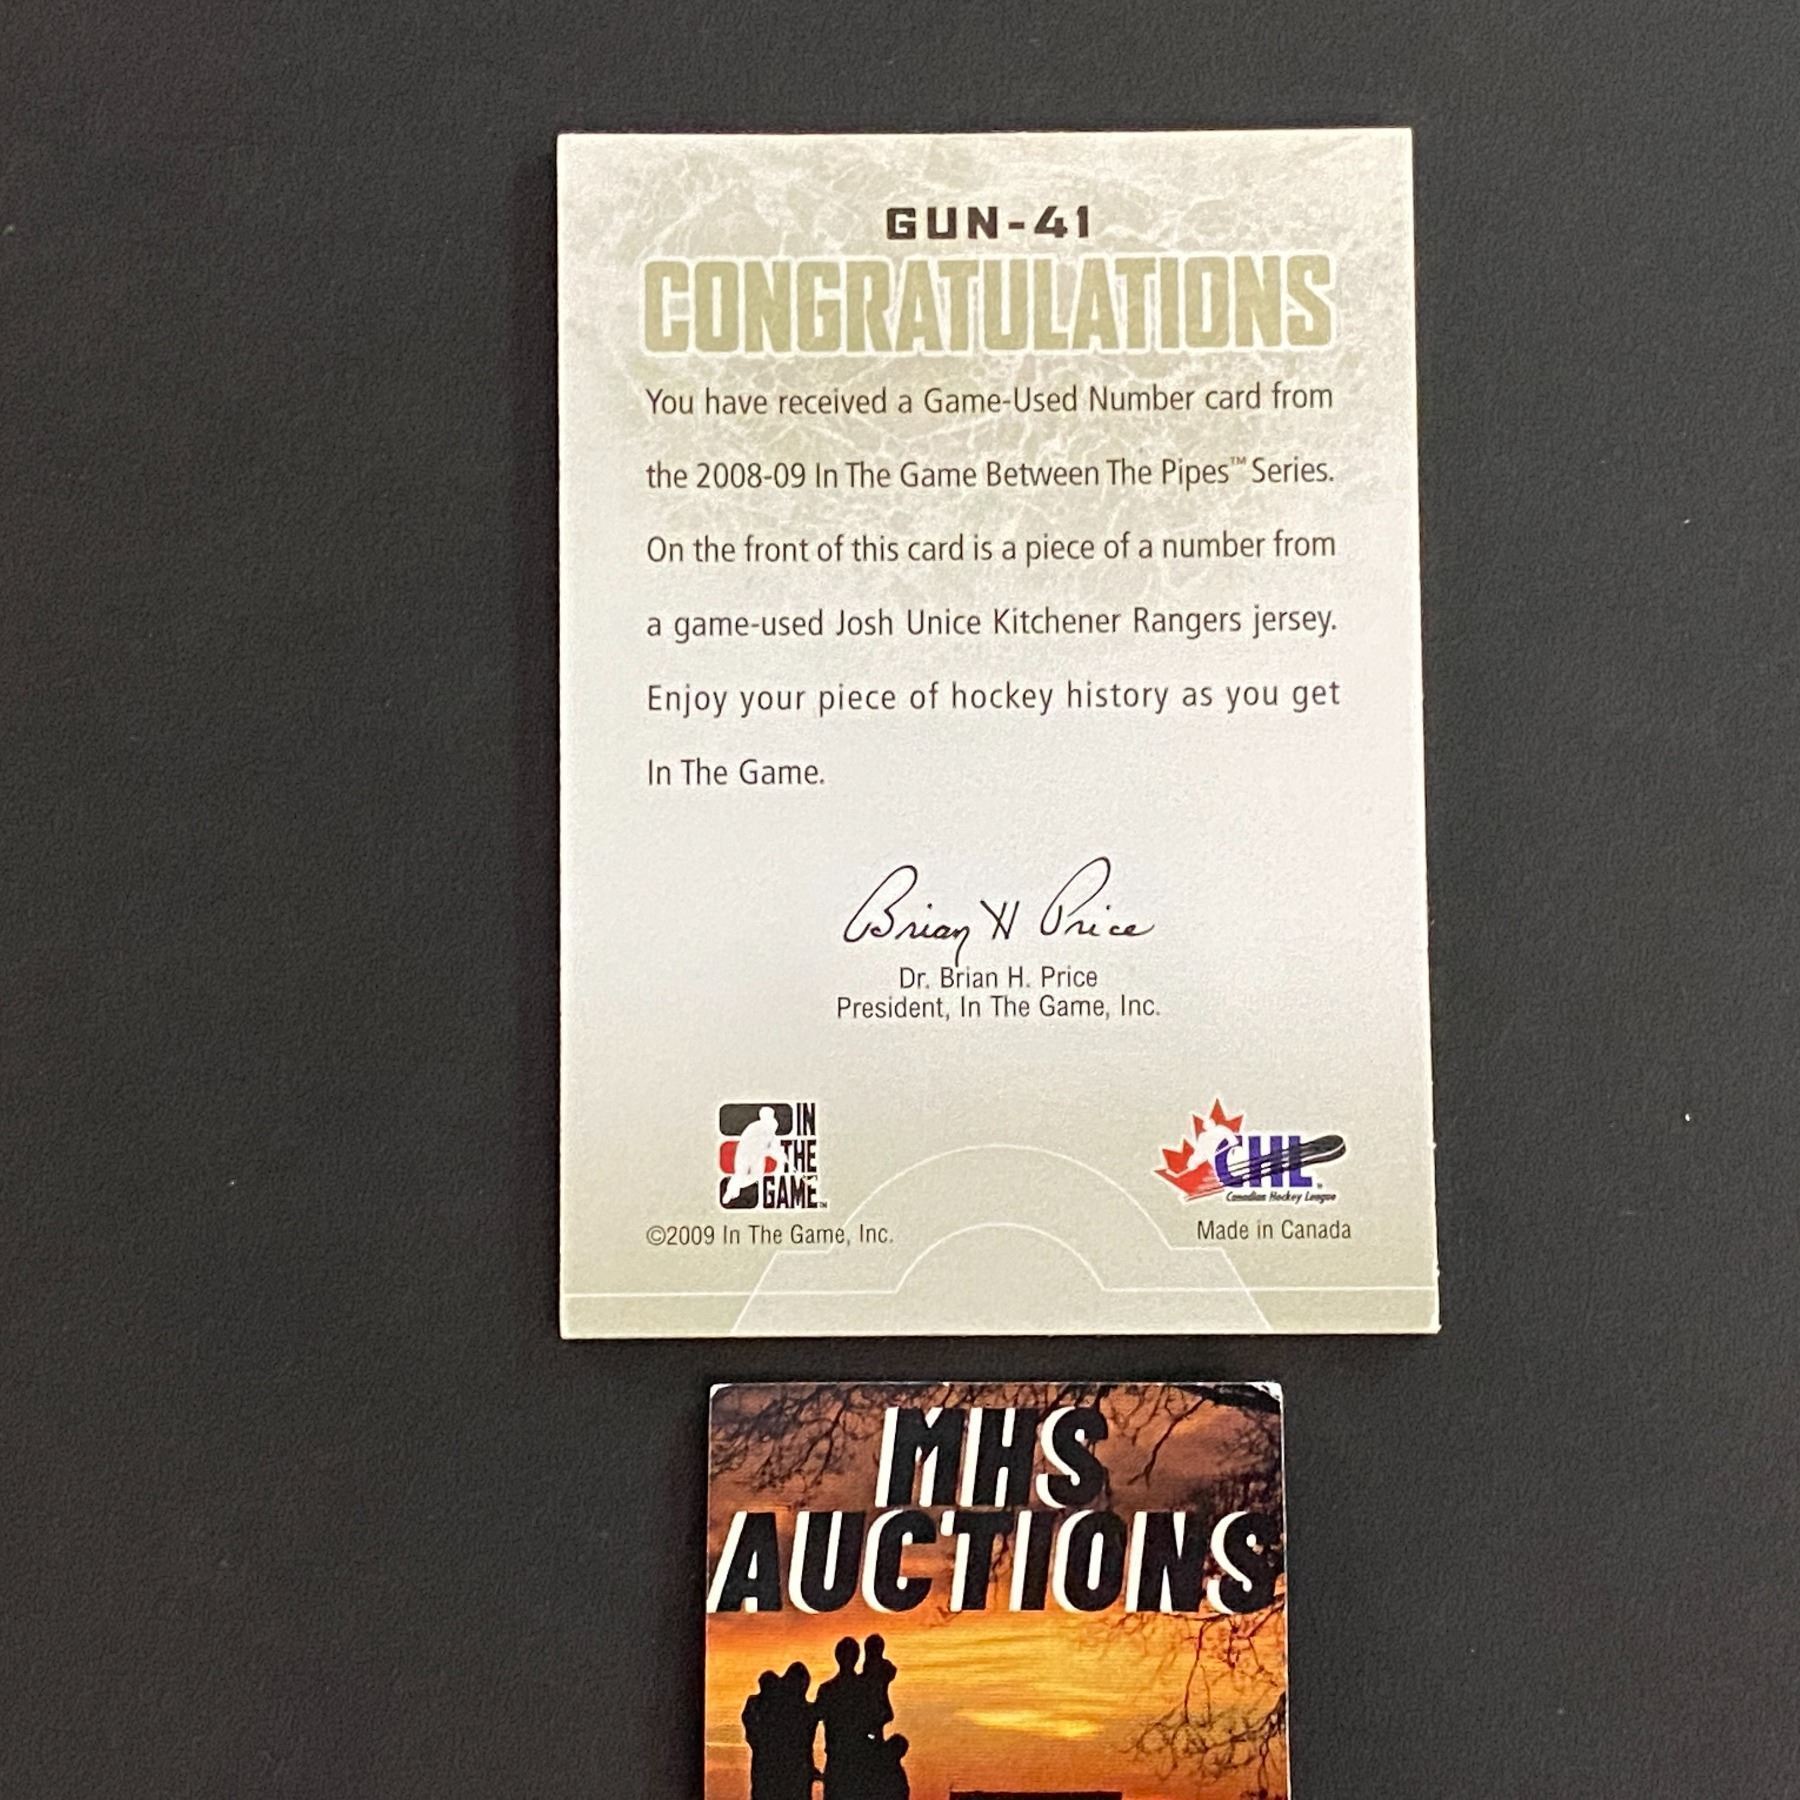 GUN-41
CONGRATULATIONS
You have received a Game-Used Number card from
the 2008-09 In The Game Between The Pipes™ Series.
On the front of this card is a piece of a number from
a game-used Josh Unice Kitchener Rangers jersey.
Enjoy your piece of hockey history as you get
In The Game.
Brian H Price
Dr. Brian H. Price
President, In The Game, Inc.
IN
THE
GAME™
CHL®
Canadian Hockey League
©2009 In The Game, Inc.
Made in Canada
MHS
AUCTIONS